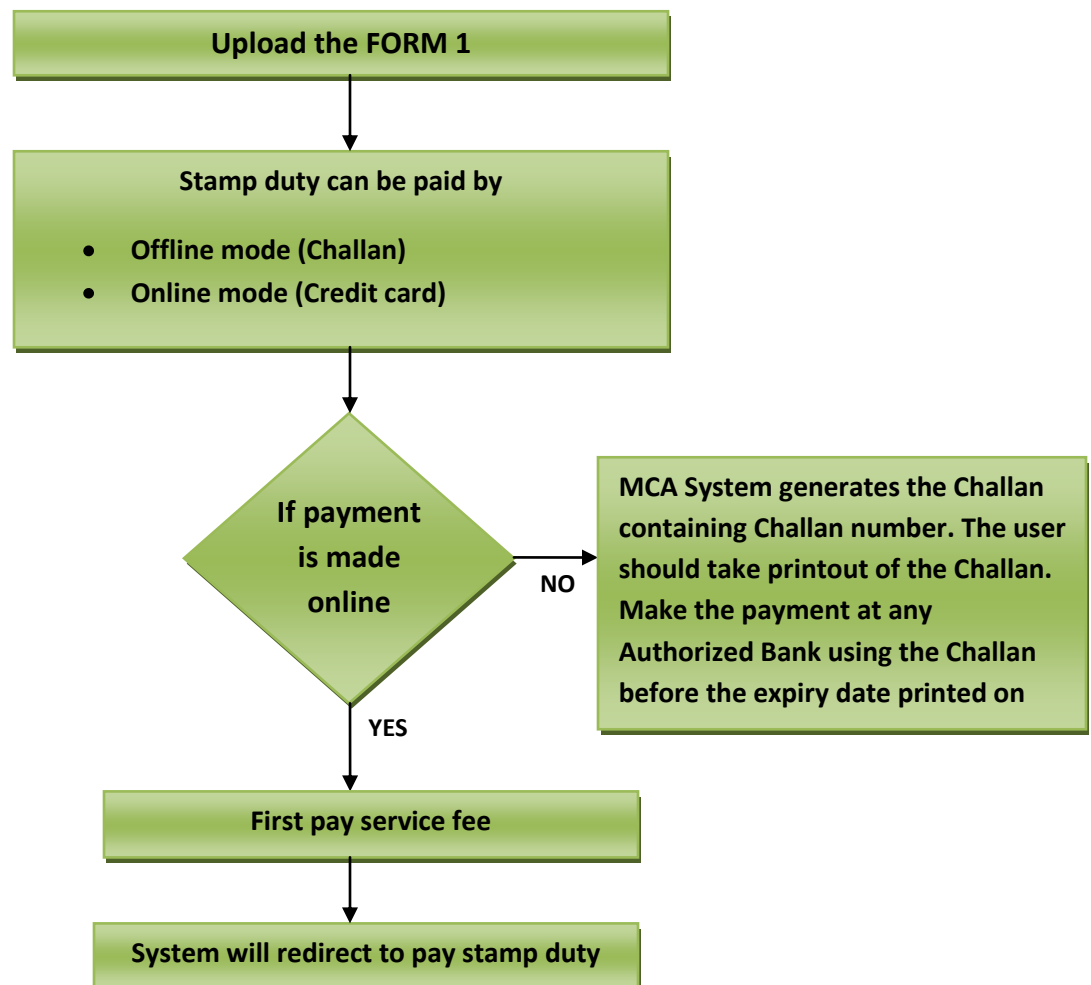 Upload the FORM 1
Stamp duty can be paid by
• Offline mode (Challan)
• Online mode (Credit card)
If payment
is made
online
NO
MCA System generates the Challan
containing Challan number. The user
should take printout of the Challan.
Make the payment at any
Authorized Bank using the Challan
before the expiry date printed on
YES
First pay service fee
System will redirect to pay stamp duty